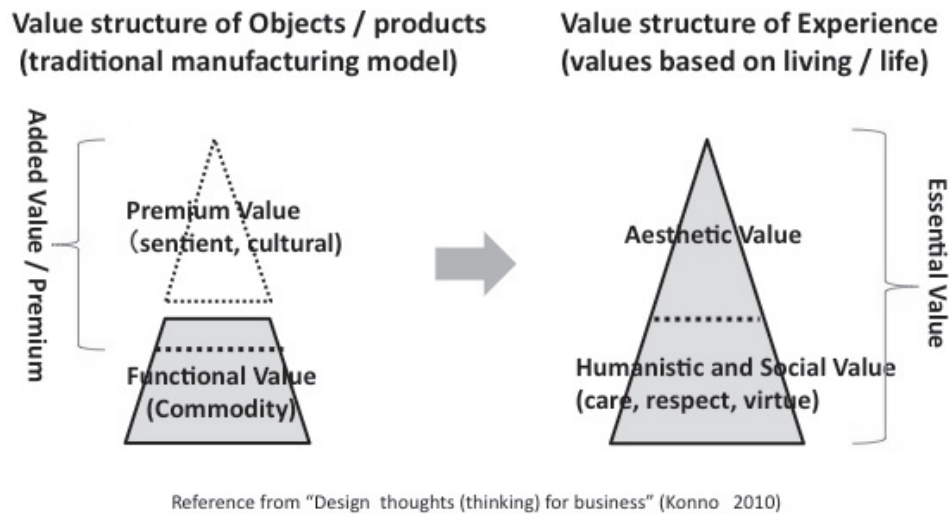 Value structure of Objects / products
(traditional manufacturing model)
Value structure of Experience
(values based on living / life)
Added Value / Premium
Premium Value
(sentient, cultural)
Functional Value
(Commodity)
Aesthetic Value
Humanistic and Social Value
(care, respect, virtue)
Essential Value
Reference from “Design thoughts (thinking) for business” (Konno 2010)